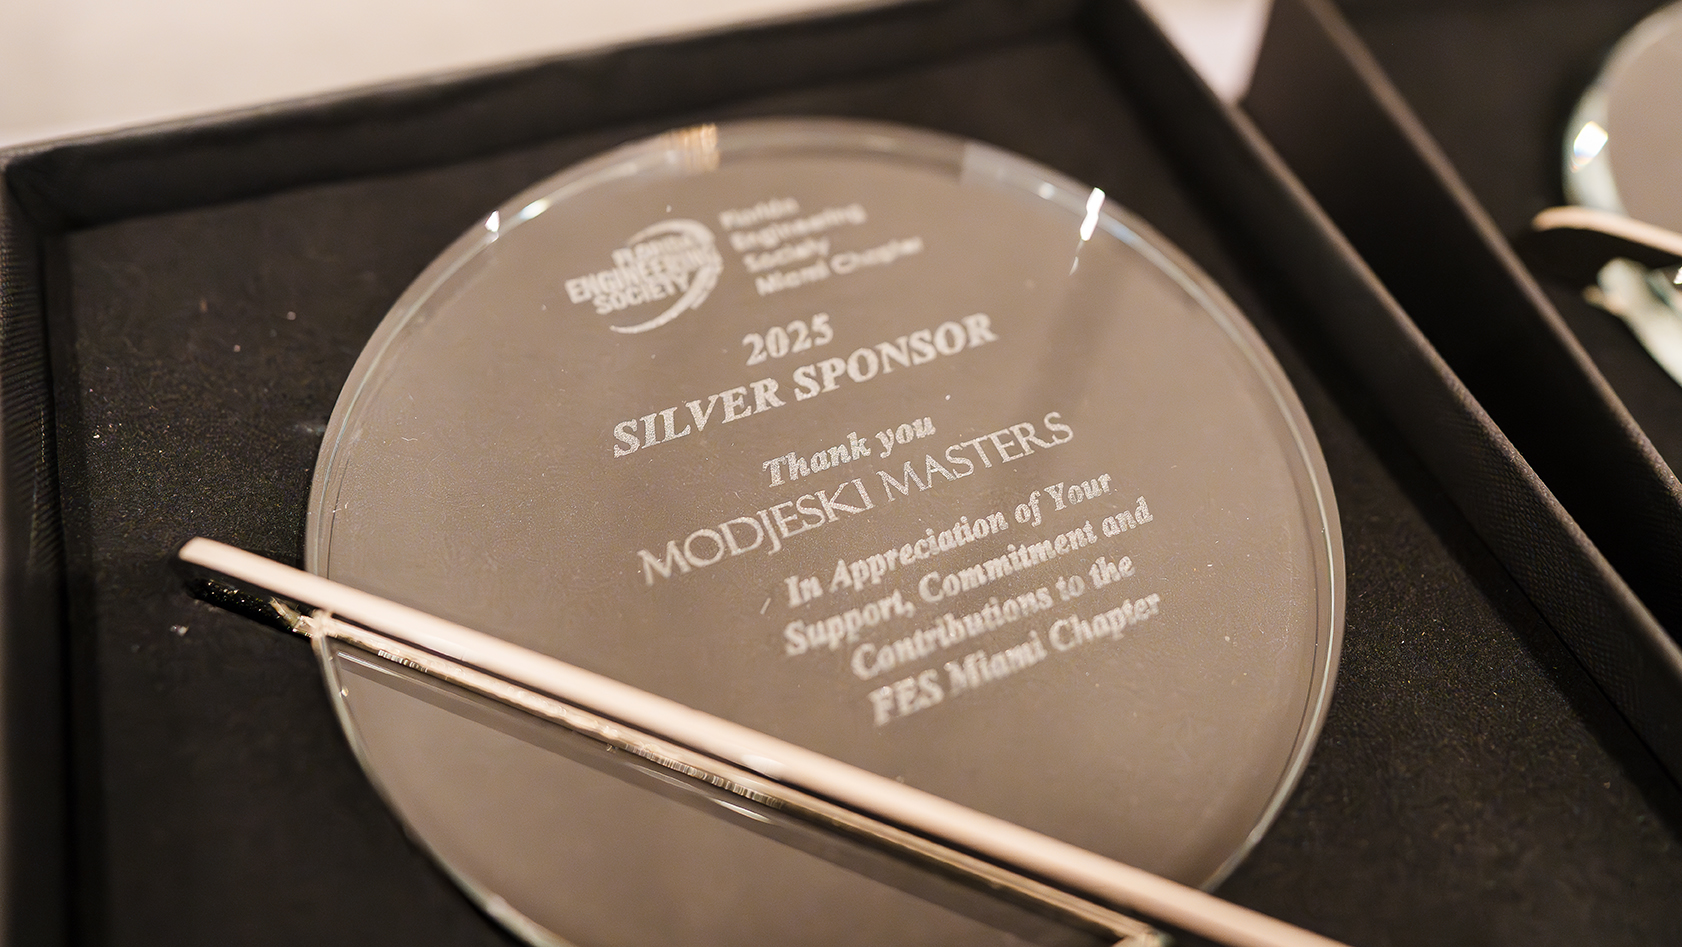 FLORIDA
ENGINEERING
SOCIETY
Florida
Engineering
Society
Miami Chapter
2025
SILVER SPONSOR
Thank you
MODJESKI MASTERS
In Appreciation of Your
Support, Commitment and
Contributions to the
FES Miami Chapter